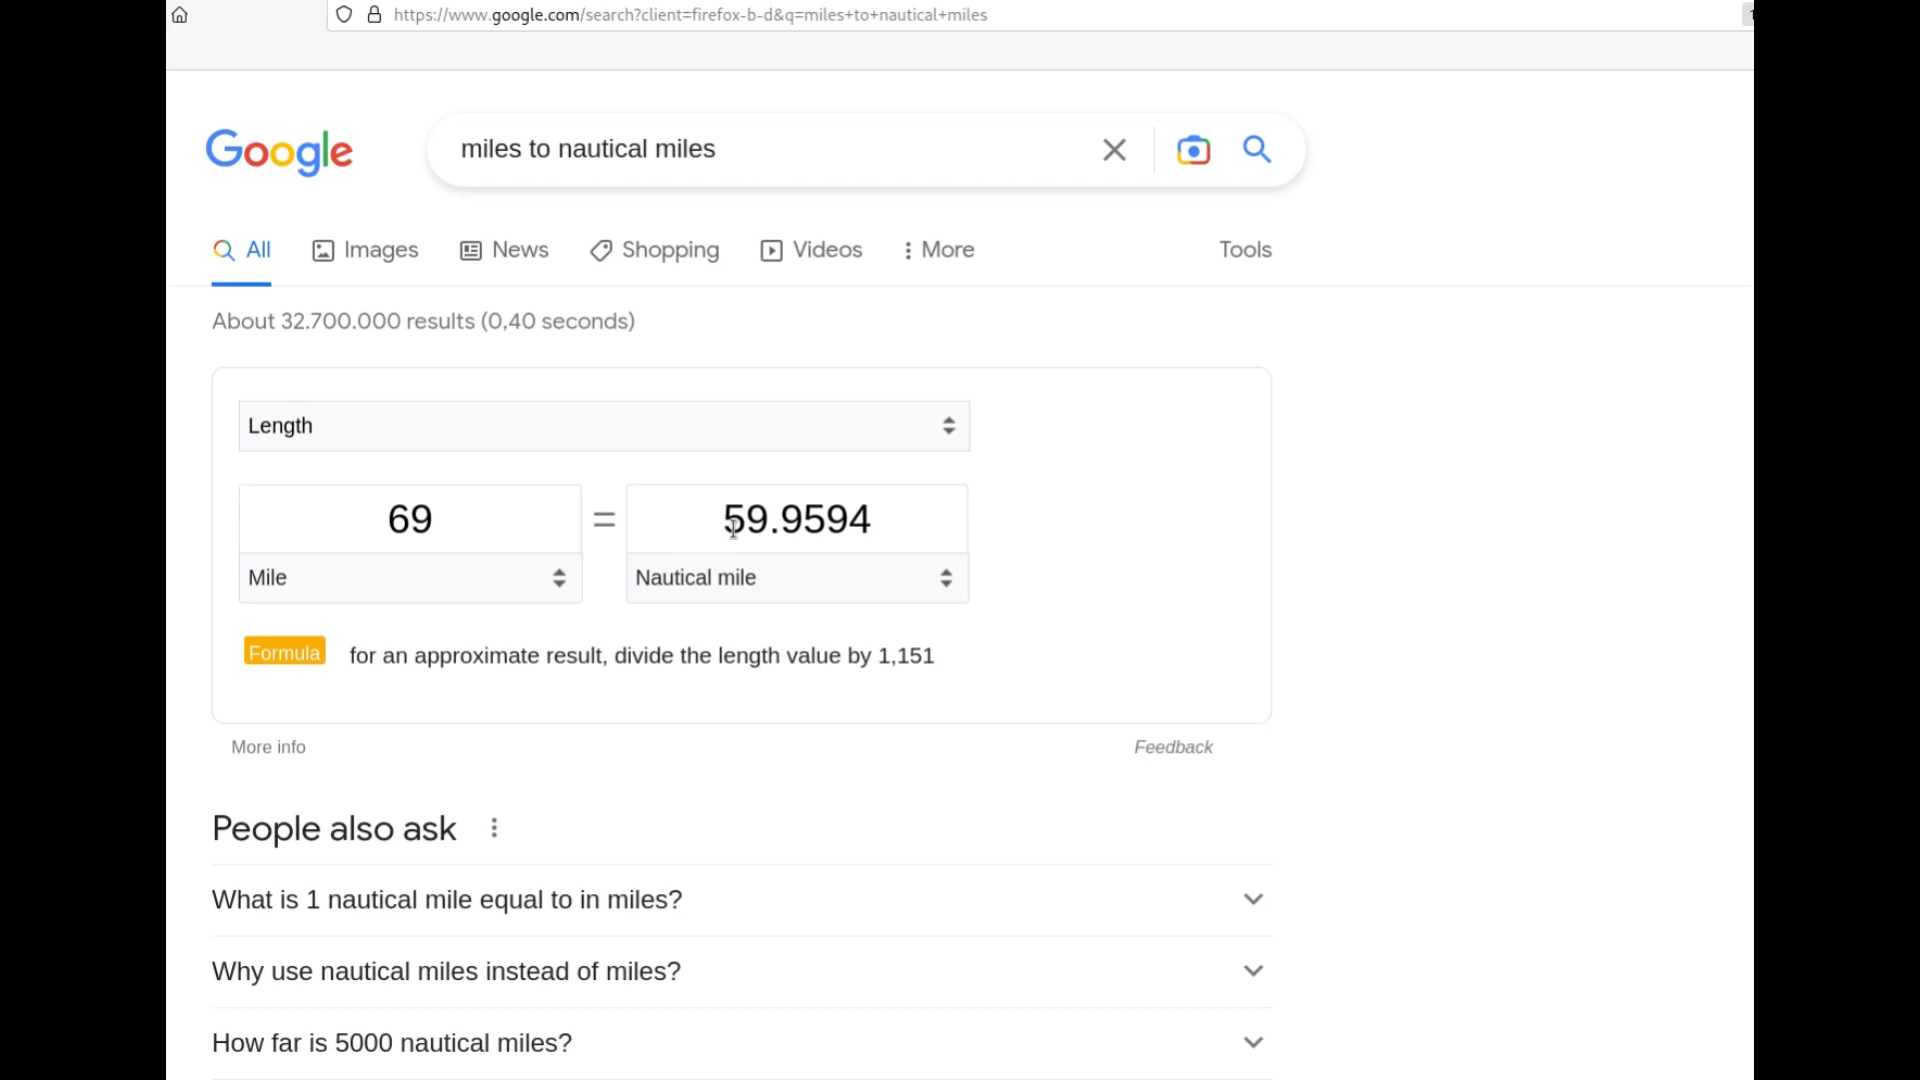 https://www.google.com/search?client=firefox-b-d&q=miles+to+nautical+miles
Google
miles to nautical miles
All
Images
News
Shopping
Videos
More
Tools
About 32.700.000 results (0,40 seconds)
Length
69 = 59.9594
Mile
Nautical mile
Formula for an approximate result, divide the length value by 1,151
More info
Feedback
People also ask
What is 1 nautical mile equal to in miles?
Why use nautical miles instead of miles?
How far is 5000 nautical miles?